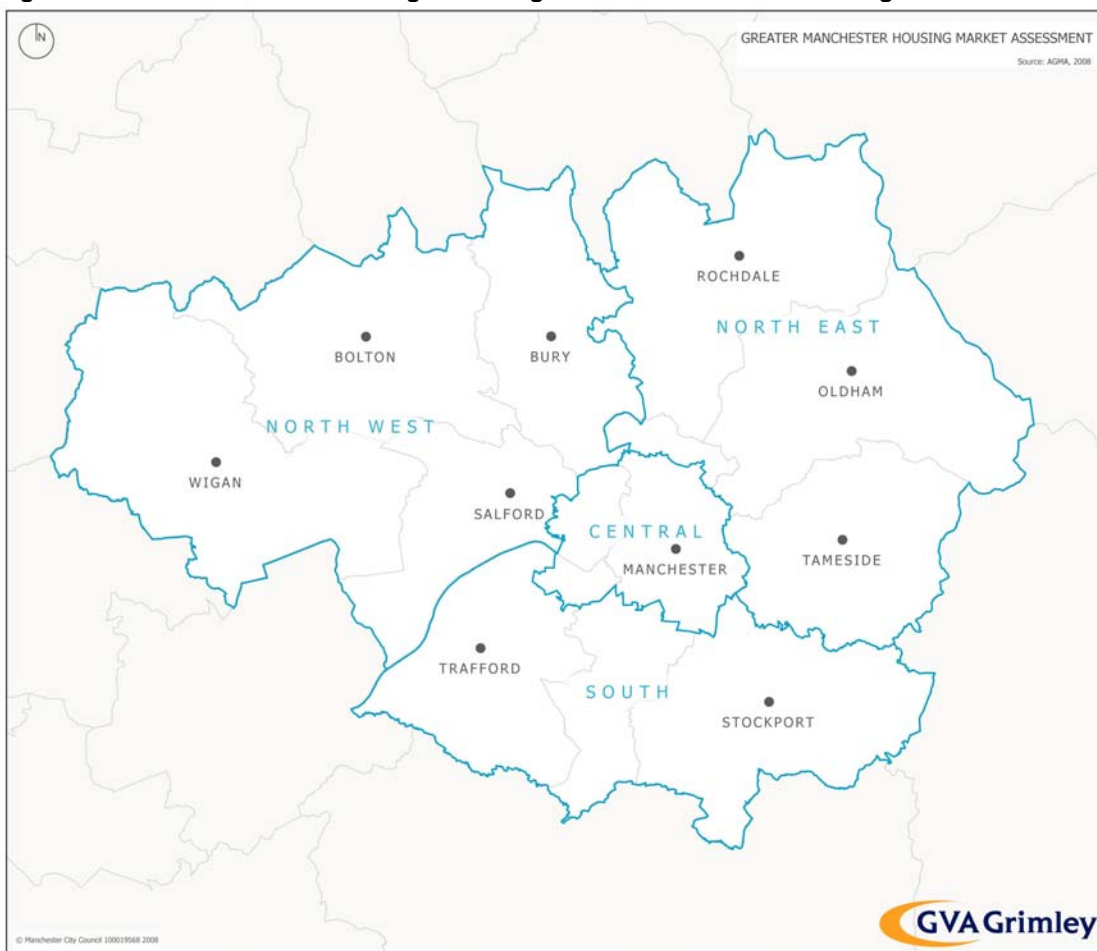 N
GREATER MANCHESTER HOUSING MARKET ASSESSMENT
Source: AGMA, 2008
ROCHDALE
NORTH EAST
BOLTON
BURY
OLDHAM
NORTH WEST
WIGAN
SALFORD
CENTRAL
MANCHESTER
TAMESIDE
TRAFFORD
SOUTH
STOCKPORT
© Manchester City Council 100019568 2008
GVA Grimley